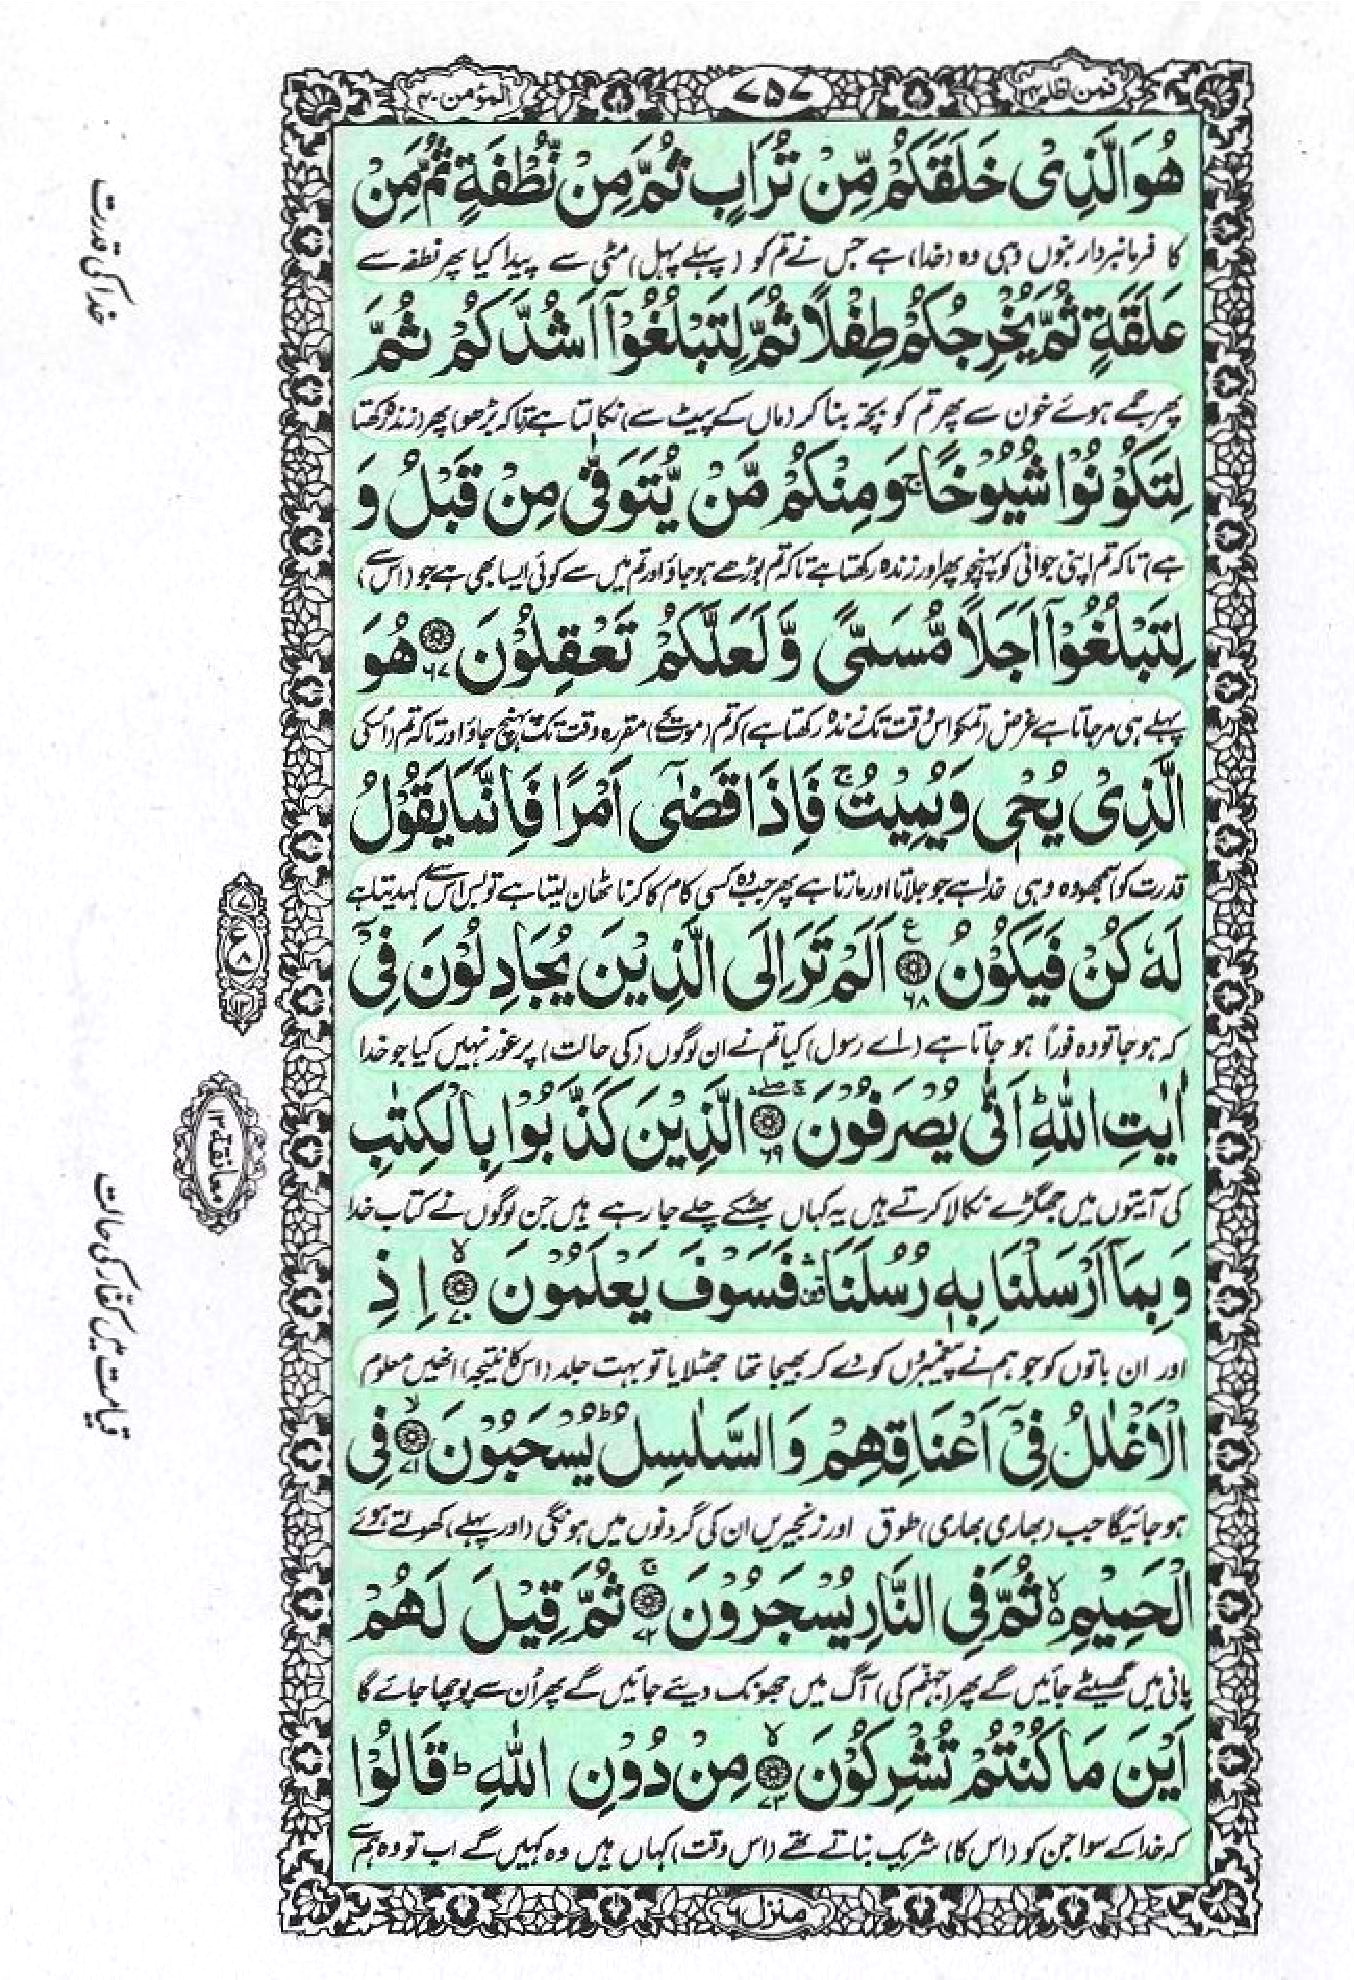 فمن اظلم ۲۴
۷۵۷
المؤمن ۴۰
هُوَ الَّذِیْ خَلَقَكُمْ مِّنْ تُرَابٍ ثُمَّ مِنْ نُّطْفَةٍ ثُمَّ مِنْ
کا فرمانبردار بنوں وہی وہ (خدا) ہے جس نے تم کو (پہلے پہل) مٹی سے پیدا کیا پھر نطفہ سے
عَلَقَةٍ ثُمَّ یُخْرِجُكُمْ طِفْلًا ثُمَّ لِتَبْلُغُوْۤا اَشُدَّكُمْ ثُمَّ
پھر جمے ہوئے خون سے پھر تم کو بچہ بنا کر (ماں کے پیٹ سے) نکالتا ہے (تاکہ بڑھو) پھر (زندہ رکھتا
لِتَكُوْنُوْا شُیُوْخًا ۚ وَمِنْكُمْ مَّنْ یُّتَوَفّٰی مِنْ قَبْلُ وَ
ہے) تاکہ تم اپنی جوانی کو پہنچو پھر (اور زندہ رکھتا ہے) تاکہ تم بوڑھے ہو جاؤ اور تم میں سے کوئی ایسا بھی ہے جو (اس سے)
لِتَبْلُغُوْۤا اَجَلًا مُّسَمًّی وَّلَعَلَّكُمْ تَعْقِلُوْنَ ۶۷ هُوَ
پہلے ہی مر جاتا ہے غرض (تمکو اس وقت تک زندہ رکھتا ہے) کہ تم (موت کے) مقررہ وقت تک پہنچ جاؤ اور تاکہ تم (اسکی
الَّذِیْ یُحْیٖ وَیُمِیْتُ ۚ فَاِذَا قَضٰۤی اَمْرًا فَاِنَّمَا یَقُوْلُ
قدرت کو) سمجھو وہ وہی خدا ہے جو جلاتا اور مارتا ہے پھر جب وہ کسی کام کا کرنا ٹھان لیتا ہے تو بس اس سے کہدیتا ہے
لَهٗ كُنْ فَیَكُوْنُ ۶۸ ع اَلَمْ تَرَ اِلَی الَّذِیْنَ یُجَادِلُوْنَ فِیْۤ
کہ ہو جا تو وہ فوراً ہو جاتا ہے (اے رسول) کیا تم نے ان لوگوں (کی حالت) پر غور نہیں کیا جو خدا
اٰیٰتِ اللّٰهِ ؕ اَنّٰی یُصْرَفُوْنَ ۶۹ الَّذِیْنَ كَذَّبُوْا بِالْكِتٰبِ
کی آیتوں میں جھگڑے نکالا کرتے ہیں یہ کہاں بھٹکے چلے جا رہے ہیں جن لوگوں نے کتاب خدا
وَبِمَاۤ اَرْسَلْنَا بِهٖ رُسُلَنَا فَسَوْفَ یَعْلَمُوْنَ ۷۰ اِذِ
اور ان باتوں کو جو ہم نے پیغمبروں کو دے کر بھیجا تھا جھٹلایا تو بہت جلد (اس کا نتیجہ) انھیں معلوم
الْاَغْلٰلُ فِیْۤ اَعْنَاقِهِمْ وَالسَّلٰسِلُ ؕ یُسْحَبُوْنَ ۷۱ فِی
ہو جائیگا جب (بھاری بھاری) طوق اور زنجیریں ان کی گردنوں میں ہونگی (اور پہلے) کھولتے ہوئے
الْحَمِیْمِ ثُمَّ فِی النَّارِ یُسْجَرُوْنَ ۷۲ ثُمَّ قِیْلَ لَهُمْ
پانی میں گھسیٹے جائیں گے پھر (جہنم کی) آگ میں جھونک دیئے جائیں گے پھر اُن سے پوچھا جائے گا
اَیْنَ مَا كُنْتُمْ تُشْرِكُوْنَ ۷۳ مِنْ دُوْنِ اللّٰهِ ؕ قَالُوْا
کہ خدا کے سوا جن کو (اس کا) شریک بناتے تھے (اس وقت) کہاں ہیں وہ کہیں گے اب تو وہ ہم سے
منزل ۶
خدا کی قدرت
معانقة ۱۳
قیامت میں کفار کی حالت